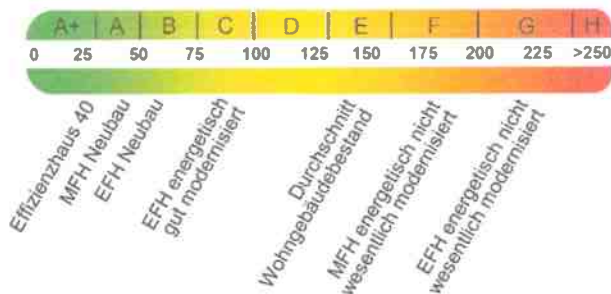 A+ A B C D E F G H
0 25 50 75 100 125 150 175 200 225 >250
Effizienzhaus 40
MFH Neubau
EFH Neubau
EFH energetisch
gut modernisiert
Durchschnitt
Wohngebäudebestand
MFH energetisch nicht
wesentlich modernisiert
EFH energetisch nicht
wesentlich modernisiert